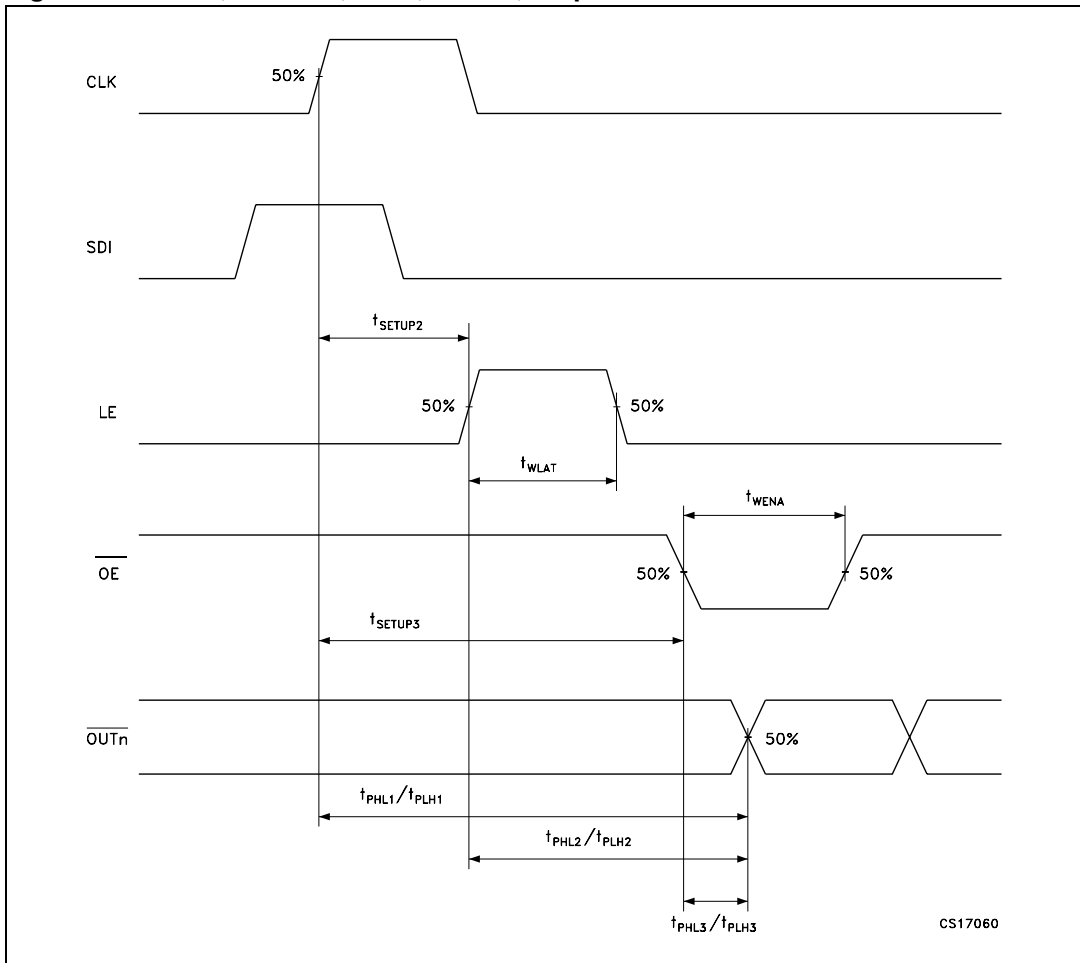 50%
CLK
SDI
tSETUP2
50%
50%
LE
tWLAT
tWENA
50%
50%
OE
tSETUP3
OUTn
50%
tPHL1/tPLH1
tPHL2/tPLH2
tPHL3/tPLH3
CS17060